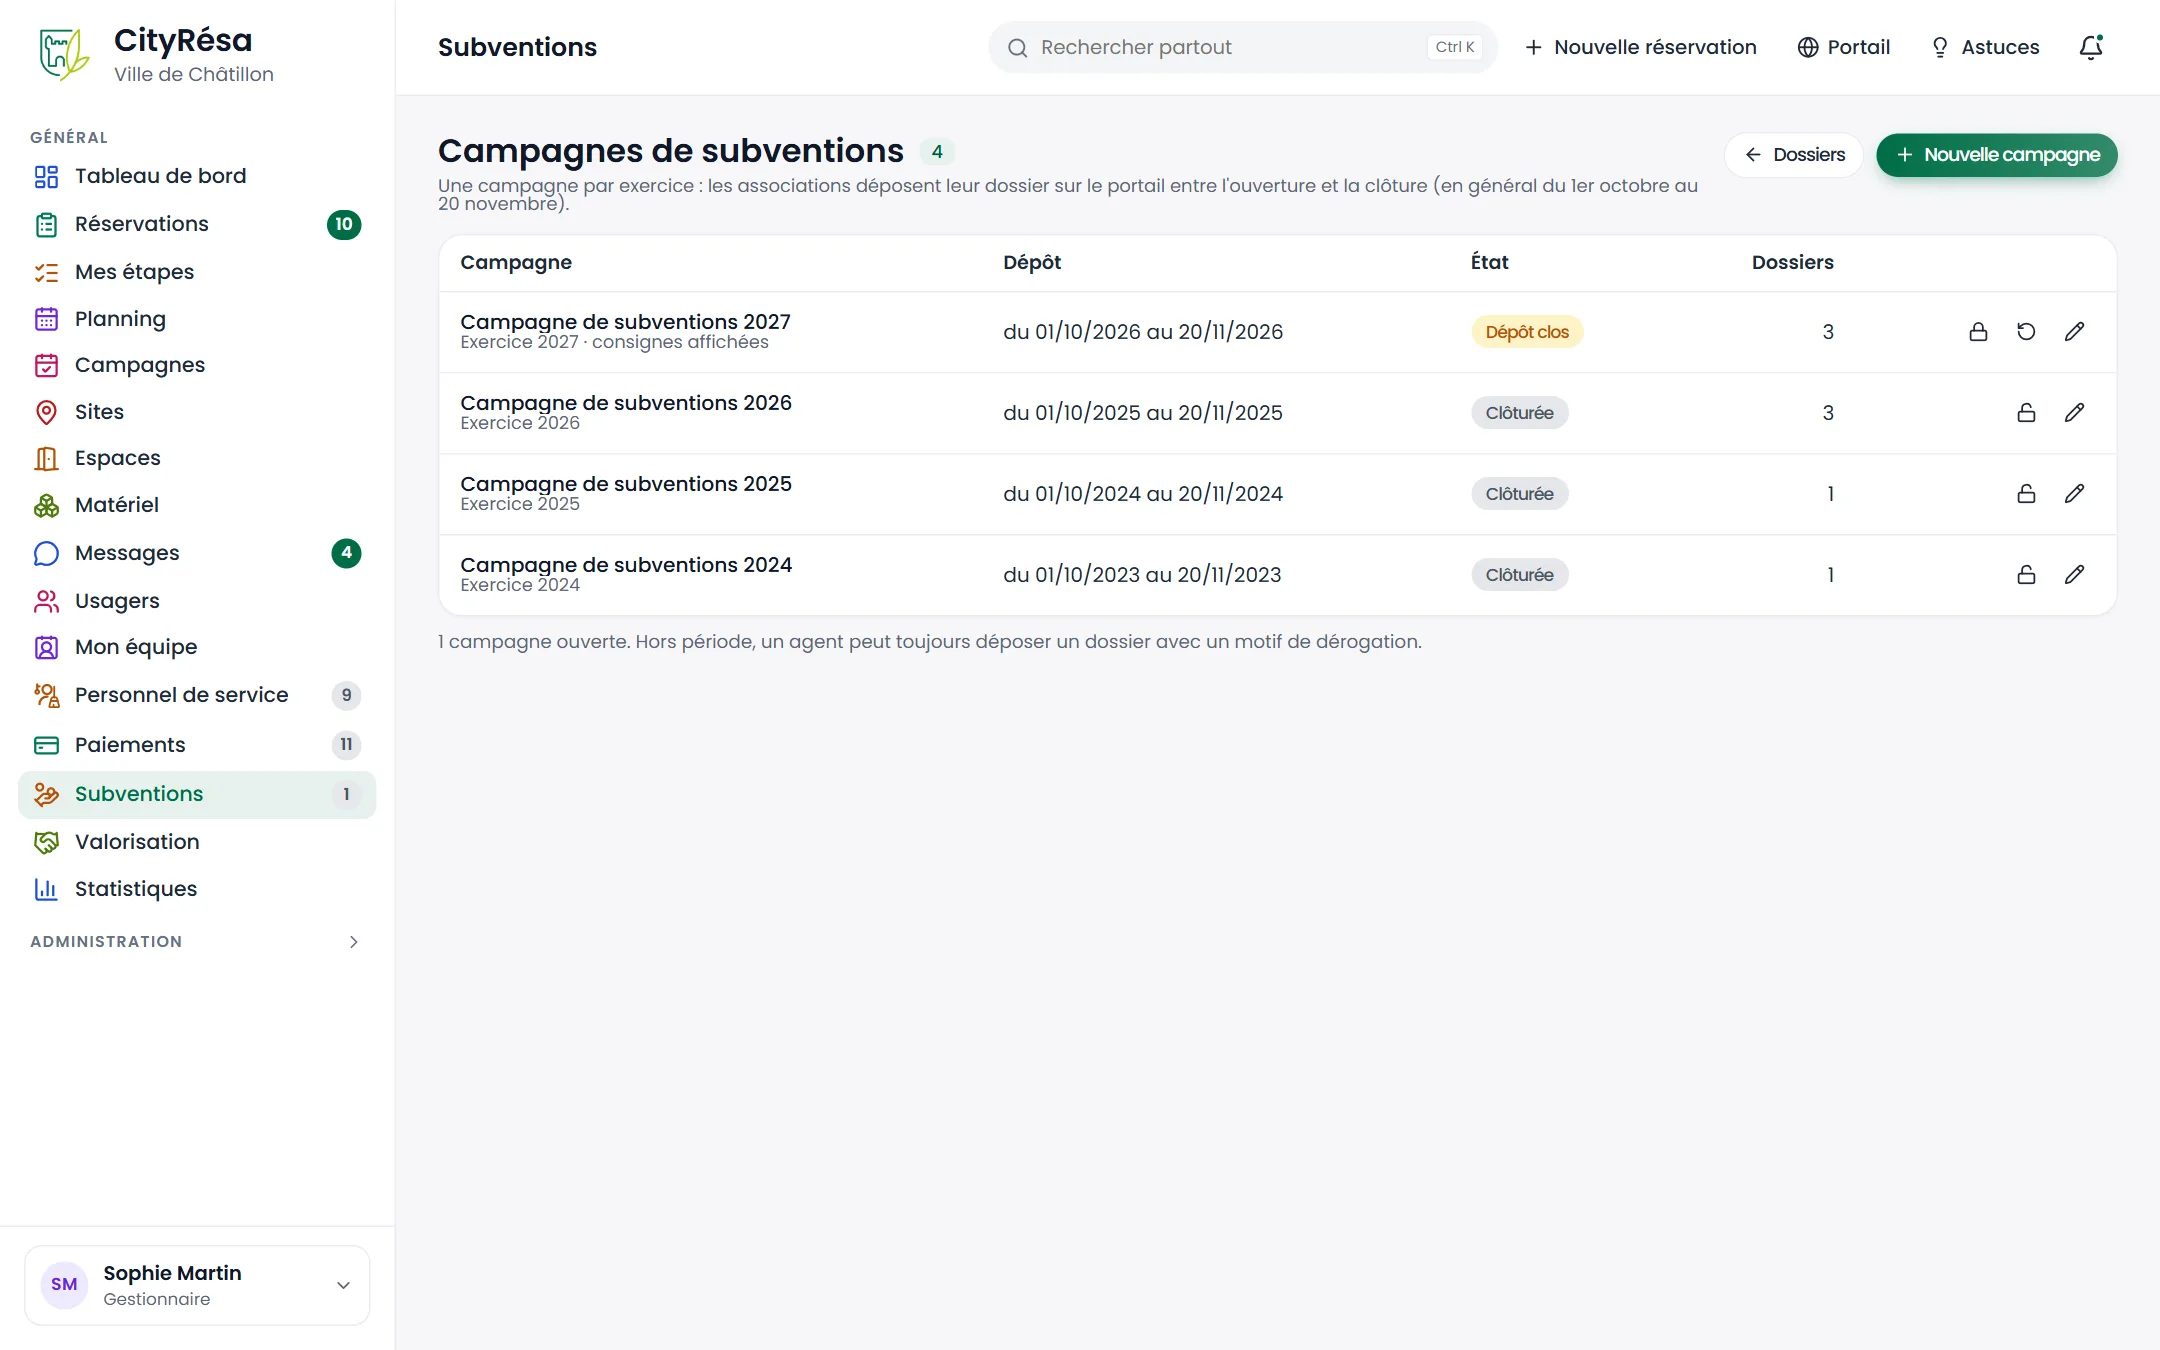 CityRésa
Ville de Châtillon
GÉNÉRAL
Tableau de bord
Réservations 10
Mes étapes
Planning
Campagnes
Sites
Espaces
Matériel
Messages 4
Usagers
Mon équipe
Personnel de service 9
Paiements 11
Subventions 1
Valorisation
Statistiques
ADMINISTRATION
SM
Sophie Martin
Gestionnaire
Subventions
Rechercher partout Ctrl K
Nouvelle réservation
Portail
Astuces
Campagnes de subventions 4
Une campagne par exercice : les associations déposent leur dossier sur le portail entre l'ouverture et la clôture (en général du 1er octobre au
20 novembre).
Dossiers
Nouvelle campagne
Campagne Dépôt État Dossiers
Campagne de subventions 2027
Exercice 2027 · consignes affichées
du 01/10/2026 au 20/11/2026 Dépôt clos 3
Campagne de subventions 2026
Exercice 2026
du 01/10/2025 au 20/11/2025 Clôturée 3
Campagne de subventions 2025
Exercice 2025
du 01/10/2024 au 20/11/2024 Clôturée 1
Campagne de subventions 2024
Exercice 2024
du 01/10/2023 au 20/11/2023 Clôturée 1
1 campagne ouverte. Hors période, un agent peut toujours déposer un dossier avec un motif de dérogation.